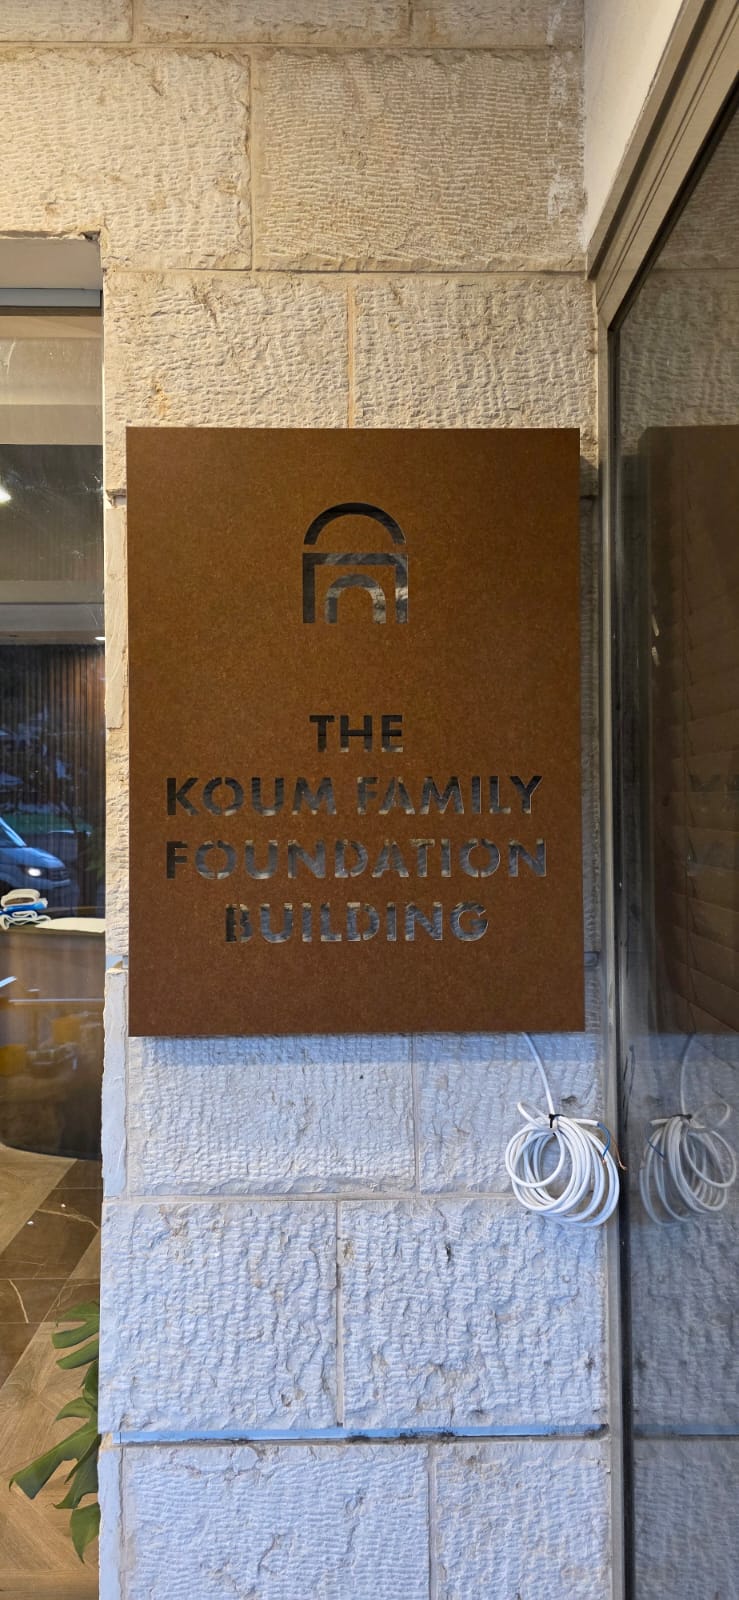 THE
KOUM FAMILY
FOUNDATION
BUILDING